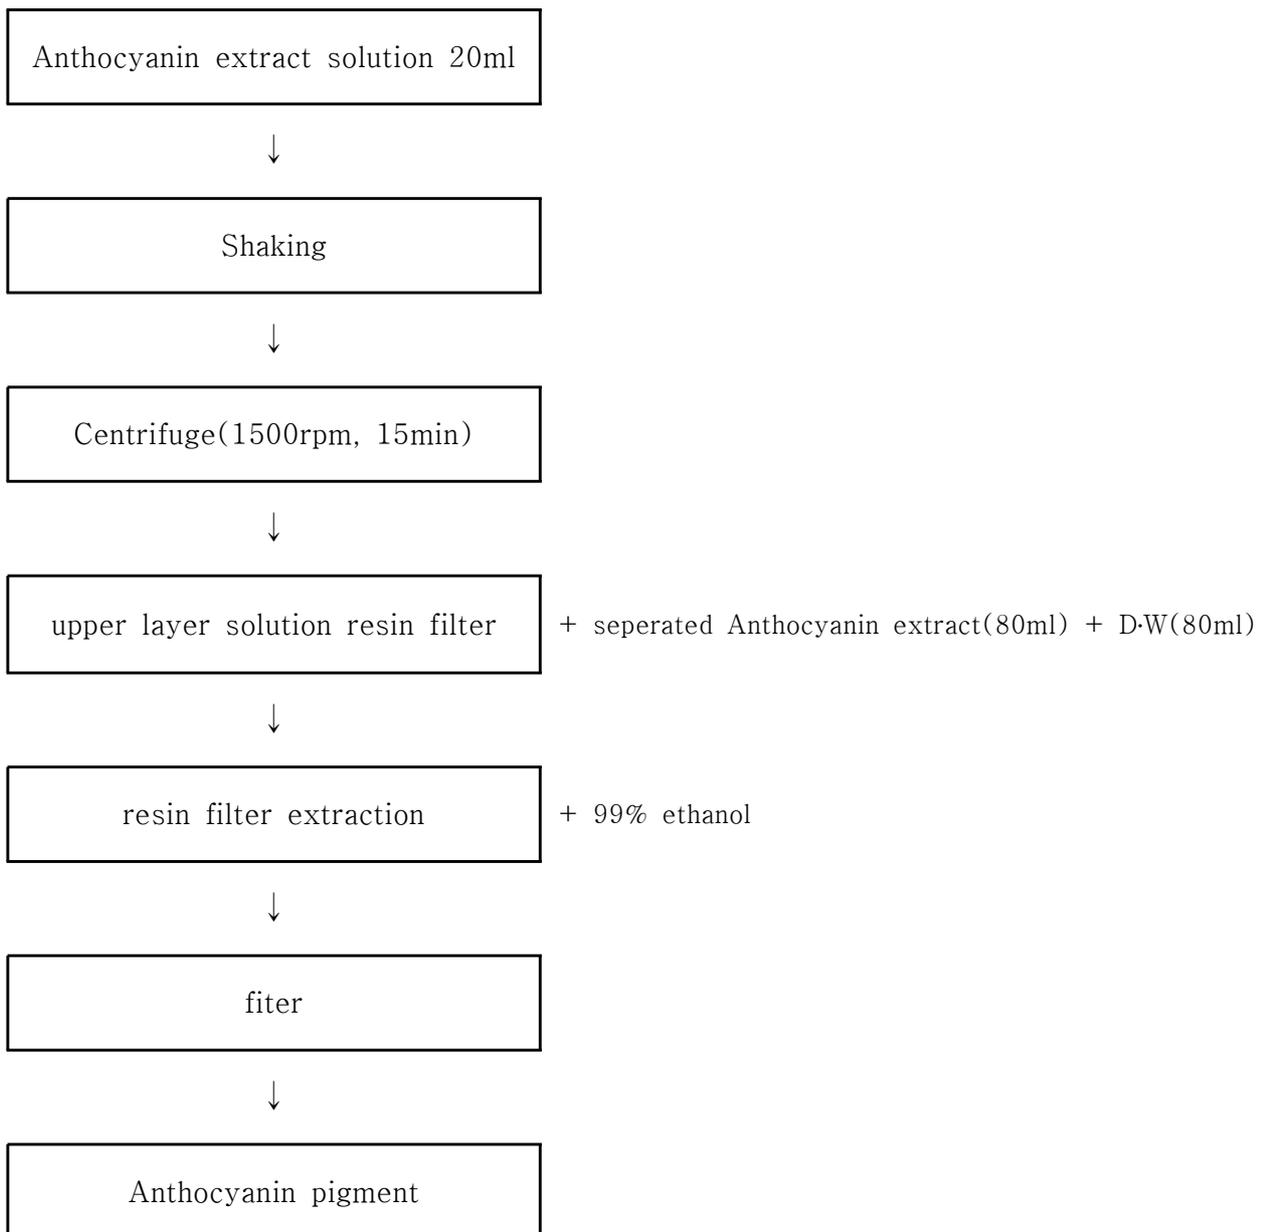 Anthocyanin extract solution 20ml
↓
Shaking
↓
Centrifuge(1500rpm, 15min)
↓
upper layer solution resin filter + seperated Anthocyanin extract(80ml) + D·W(80ml)
↓
resin filter extraction + 99% ethanol
↓
fiter
↓
Anthocyanin pigment